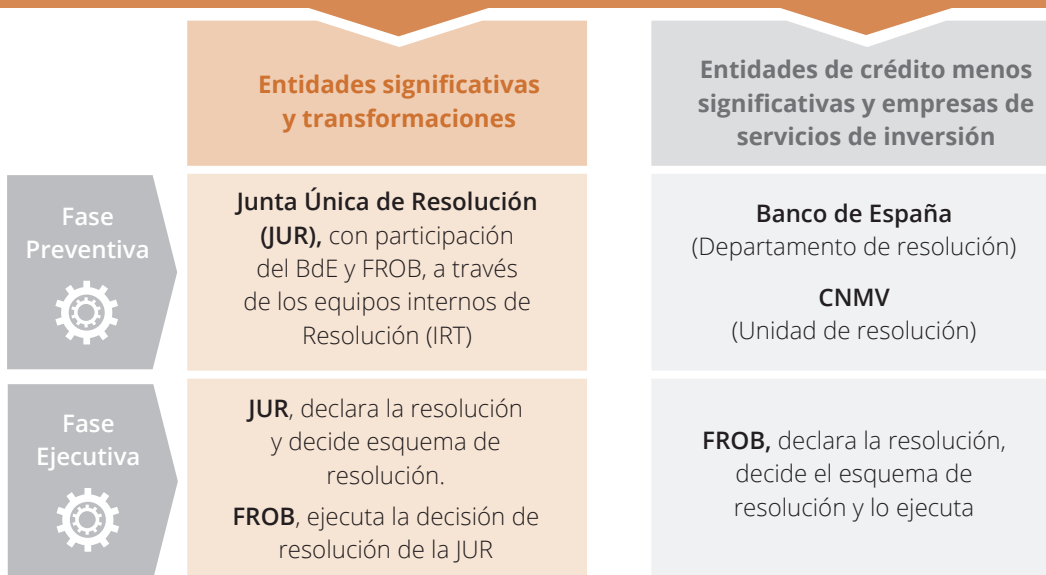 Entidades significativas
y transformaciones
Entidades de crédito menos
significativas y empresas de
servicios de inversión
Fase
Preventiva
Junta Única de Resolución
(JUR), con participación
del BdE y FROB, a través
de los equipos internos de
Resolución (IRT)
Banco de España
(Departamento de resolución)
CNMV
(Unidad de resolución)
Fase
Ejecutiva
JUR, declara la resolución
y decide esquema de
resolución.
FROB, ejecuta la decisión de
resolución de la JUR
FROB, declara la resolución,
decide el esquema de
resolución y lo ejecuta